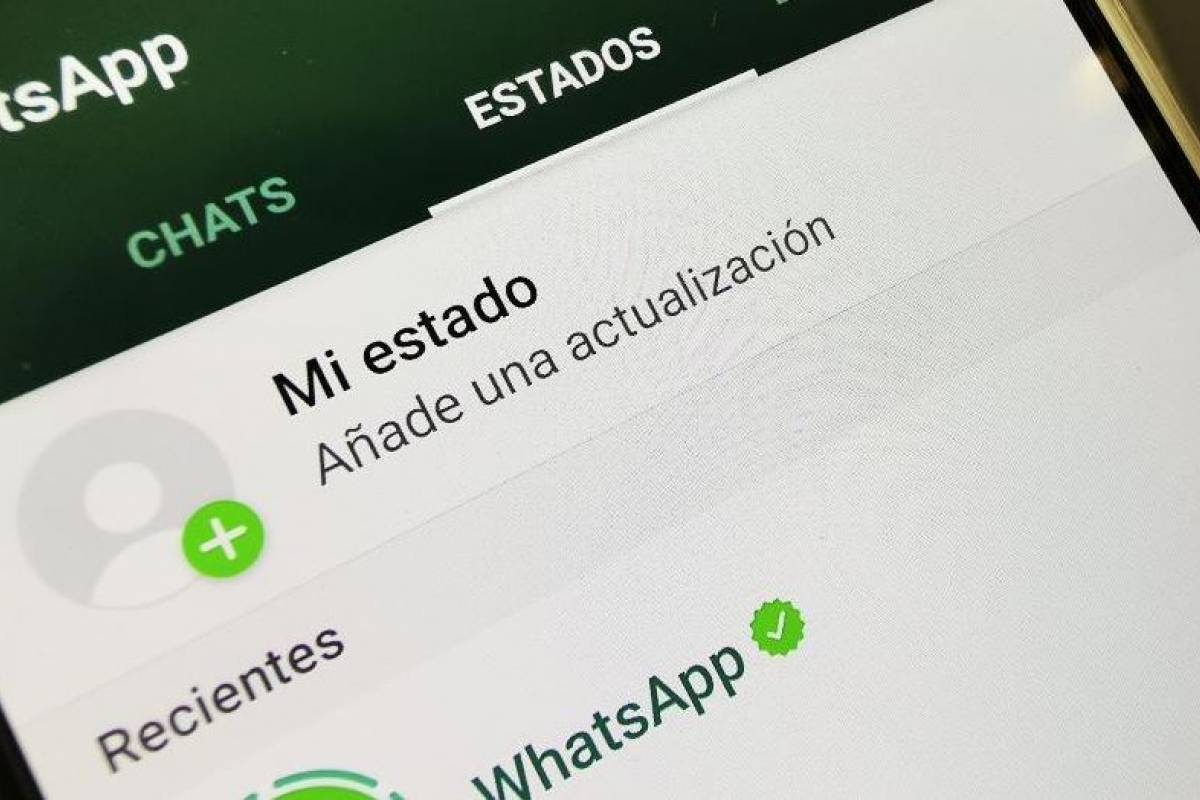 tsApp
CHATS
ESTADOS
Mi estado
Añade una actualización
Recientes
WhatsApp